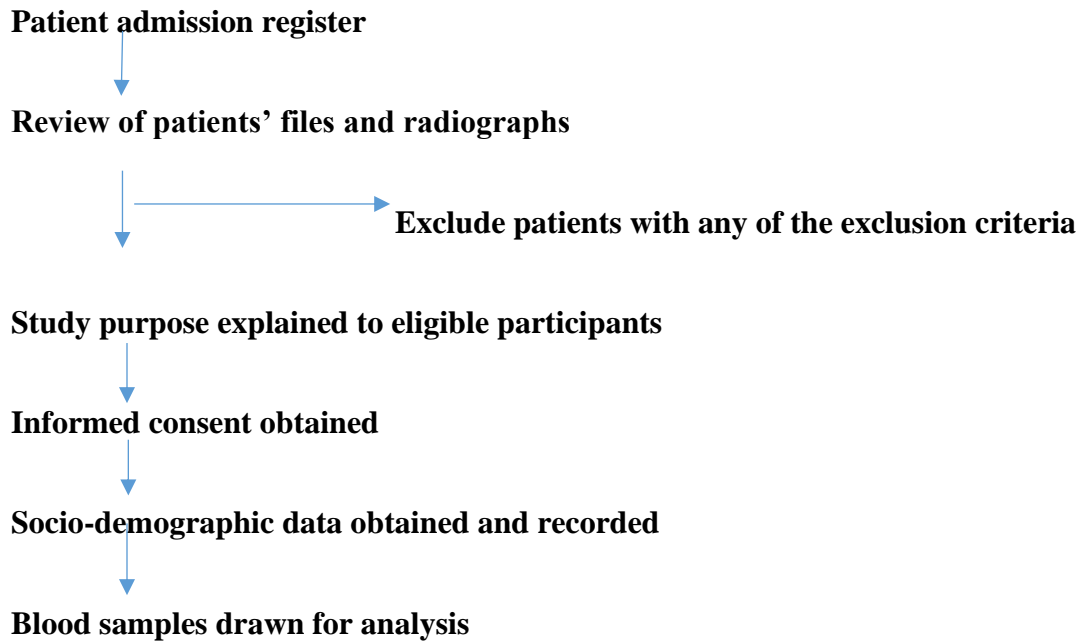 Patient admission register
Review of patients’ files and radiographs
Exclude patients with any of the exclusion criteria
Study purpose explained to eligible participants
Informed consent obtained
Socio-demographic data obtained and recorded
Blood samples drawn for analysis